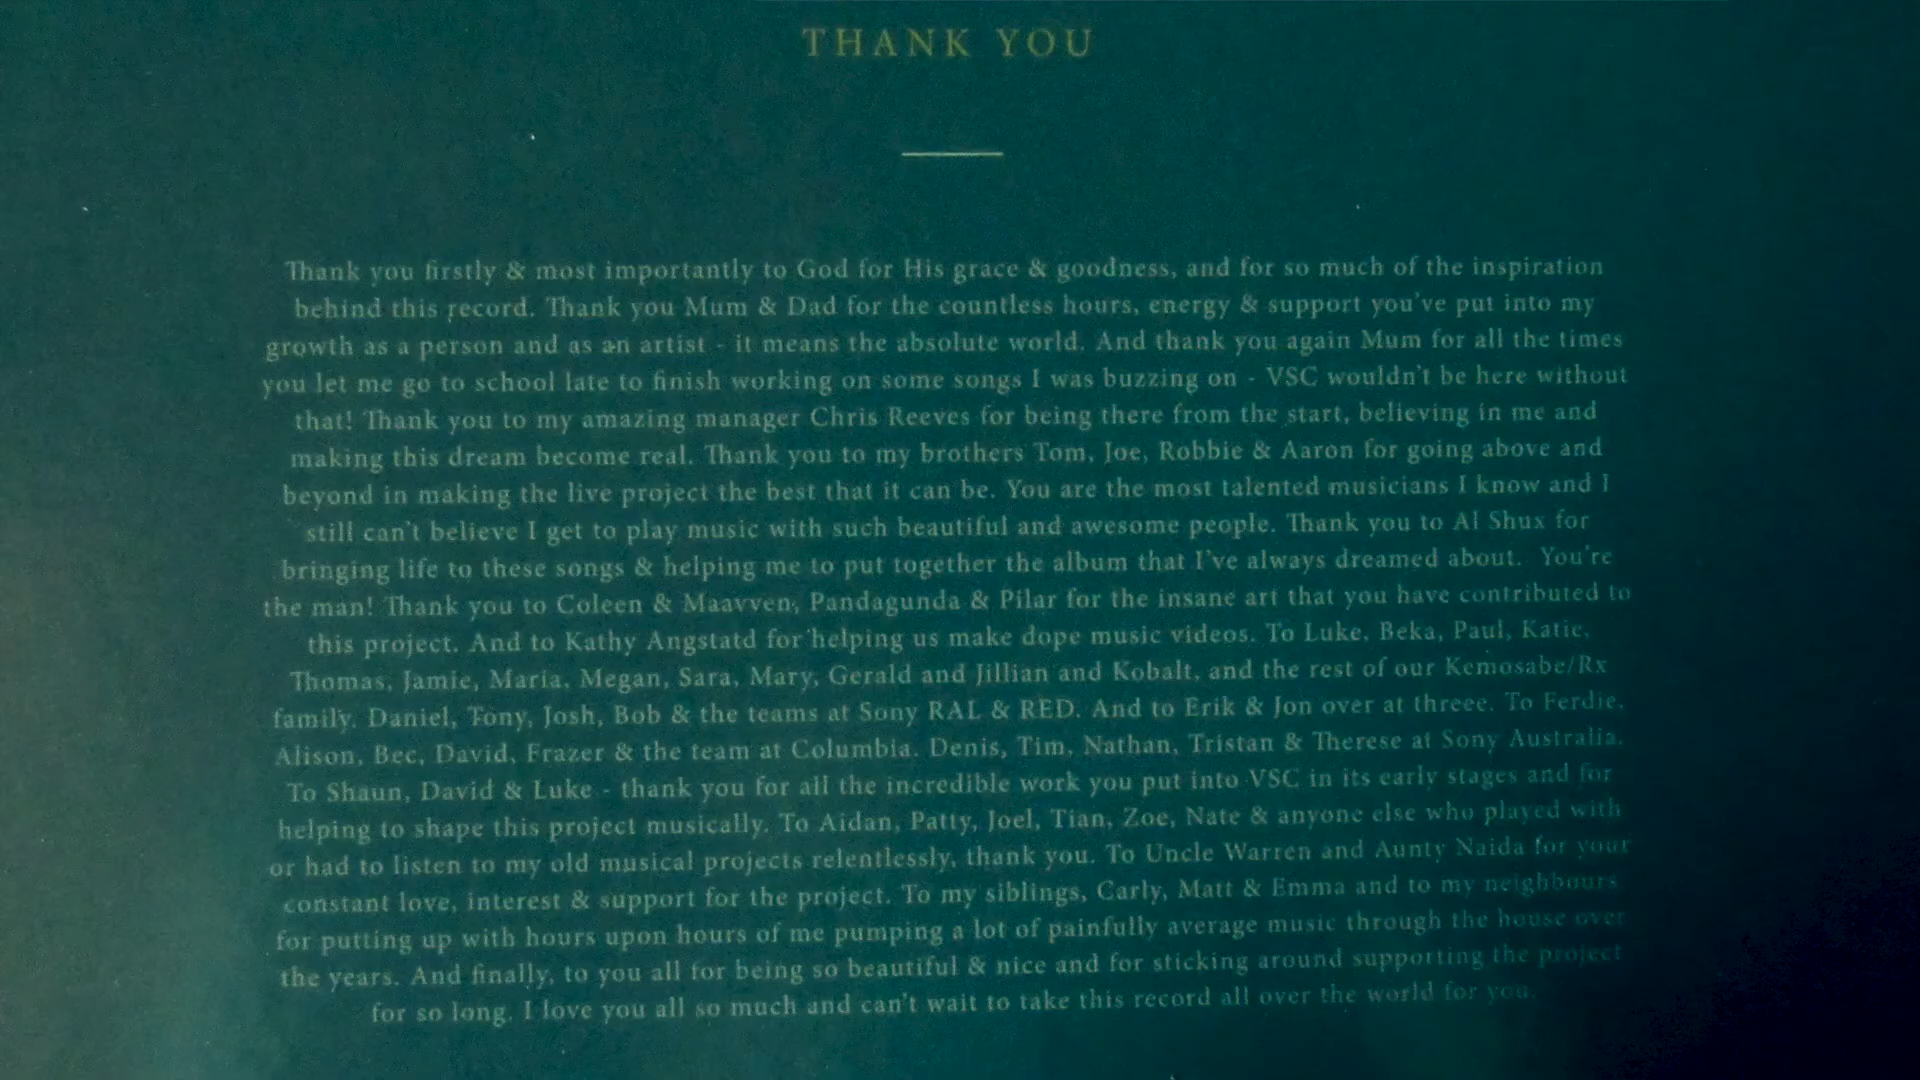 THANK YOU
Thank you firstly & most importantly to God for His grace & goodness, and for so much of the inspiration
behind this record. Thank you Mum & Dad for the countless hours, energy & support you've put into my
growth as a person and as an artist - it means the absolute world. And thank you again Mum for all the times
you let me go to school late to finish working on some songs I was buzzing on - VSC wouldn't be here without
that! Thank you to my amazing manager Chris Reeves for being there from the start, believing in me and
making this dream become real. Thank you to my brothers Tom, Joe, Robbie & Aaron for going above and
beyond in making the live project the best that it can be. You are the most talented musicians I know and I
still can't believe I get to play music with such beautiful and awesome people. Thank you to Al Shux for
bringing life to these songs & helping me to put together the album that I've always dreamed about. You're
the man! Thank you to Coleen & Maavven, Pandagunda & Pilar for the insane art that you have contributed to
this project. And to Kathy Angstatd for helping us make dope music videos. To Luke, Beka, Paul, Katie,
Thomas, Jamie, Maria, Megan, Sara, Mary, Gerald and Jillian and Kobalt, and the rest of our Kemosabe/Rx
family. Daniel, Tony, Josh, Bob & the teams at Sony RAL & RED. And to Erik & Jon over at threee. To Ferdie,
Alison, Bec, David, Frazer & the team at Columbia. Denis, Tim, Nathan, Tristan & Therese at Sony Australia.
To Shaun, David & Luke - thank you for all the incredible work you put into VSC in its early stages and for
helping to shape this project musically. To Aidan, Patty, Joel, Tian, Zoe, Nate & anyone else who played with
or had to listen to my old musical projects relentlessly, thank you. To Uncle Warren and Aunty Naida for your
constant love, interest & support for the project. To my siblings, Carly, Matt & Emma and to my neighbours
for putting up with hours upon hours of me pumping a lot of painfully average music through the house over
the years. And finally, to you all for being so beautiful & nice and for sticking around supporting the project
for so long. I love you all so much and can't wait to take this record all over the world for you.